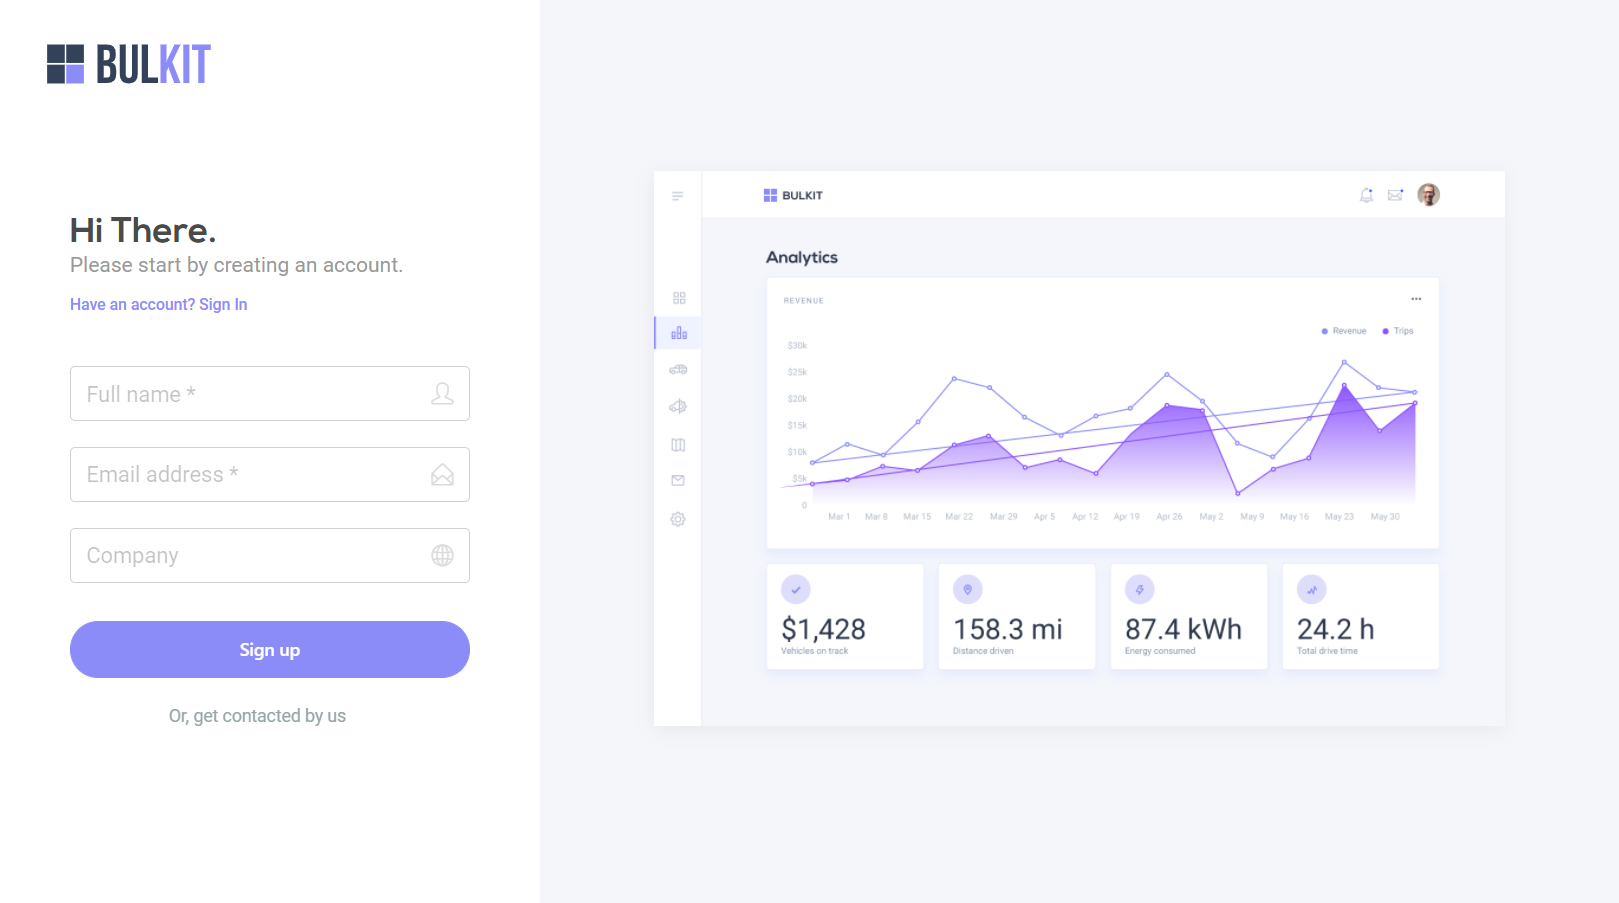 BULKIT
Hi There.
Please start by creating an account.
Have an account? Sign In
Full name *
Email address *
Company
Sign up
Or, get contacted by us
BULKIT
Analytics
REVENUE
Revenue
Trips
$30k
$25k
$20k
$15k
$10k
$5k
0
Mar 1 Mar 8 Mar 15 Mar 22 Mar 29 Apr 5 Apr 12 Apr 19 Apr 26 May 2 May 9 May 16 May 23 May 30
$1,428
Vehicles on track
158.3 mi
Distance driven
87.4 kWh
Energy consumed
24.2 h
Total drive time